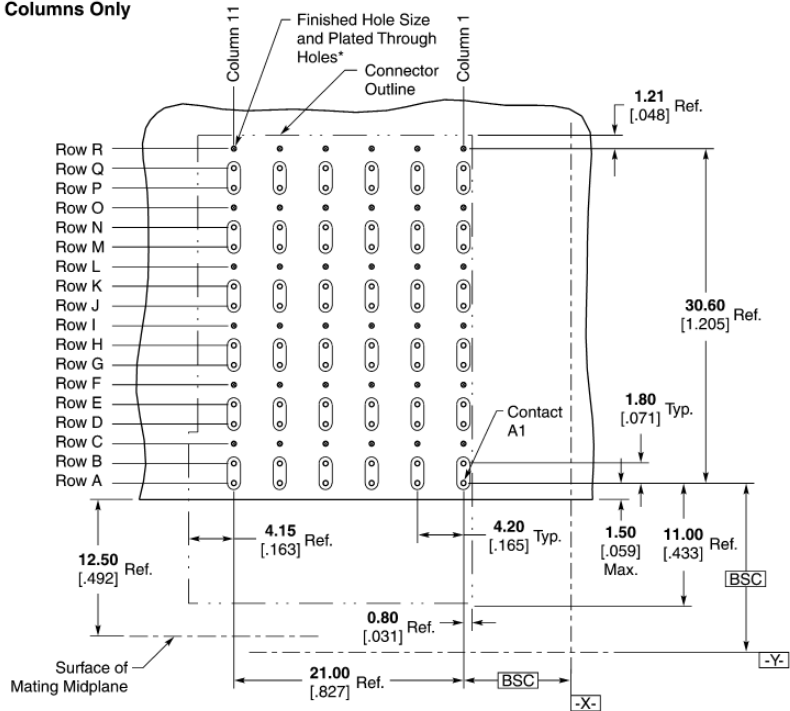 Columns Only
Column 11
Finished Hole Size
and Plated Through
Holes*
Connector
Outline
Column 1
1.21
[.048] Ref.
Row R
Row Q
Row P
Row O
Row N
Row M
Row L
Row K
Row J
Row I
Row H
Row G
Row F
Row E
Row D
Row C
Row B
Row A
30.60
[1.205] Ref.
1.80
[.071] Typ.
Contact
A1
4.15
[.163] Ref.
4.20
[.165] Typ.
1.50
[.059]
Max.
11.00
[.433] Ref.
12.50
[.492] Ref.
BSC
0.80
[.031] Ref.
Surface of
Mating Midplane
21.00
[.827] Ref.
BSC
-Y-
-X-